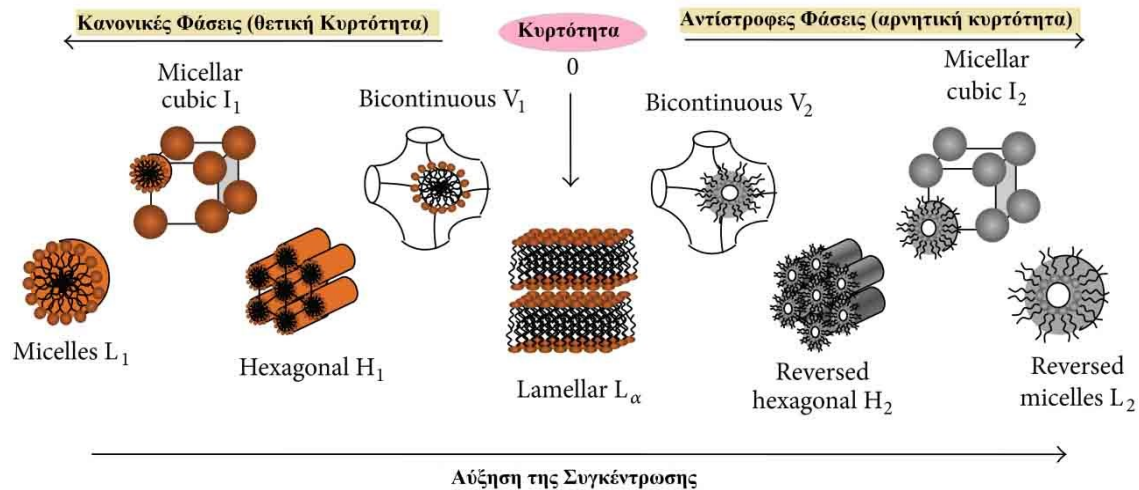 Κανονικές Φάσεις (θετική Κυρτότητα)
Κυρτότητα
Αντίστροφες Φάσεις (αρνητική κυρτότητα)
0
Micellar
cubic I₁
Bicontinuous V₁
Bicontinuous V₂
Micellar
cubic I₂
Micelles L₁
Hexagonal H₁
Lamellar Lα
Reversed
hexagonal H₂
Reversed
micelles L₂
Αύξηση της Συγκέντρωσης